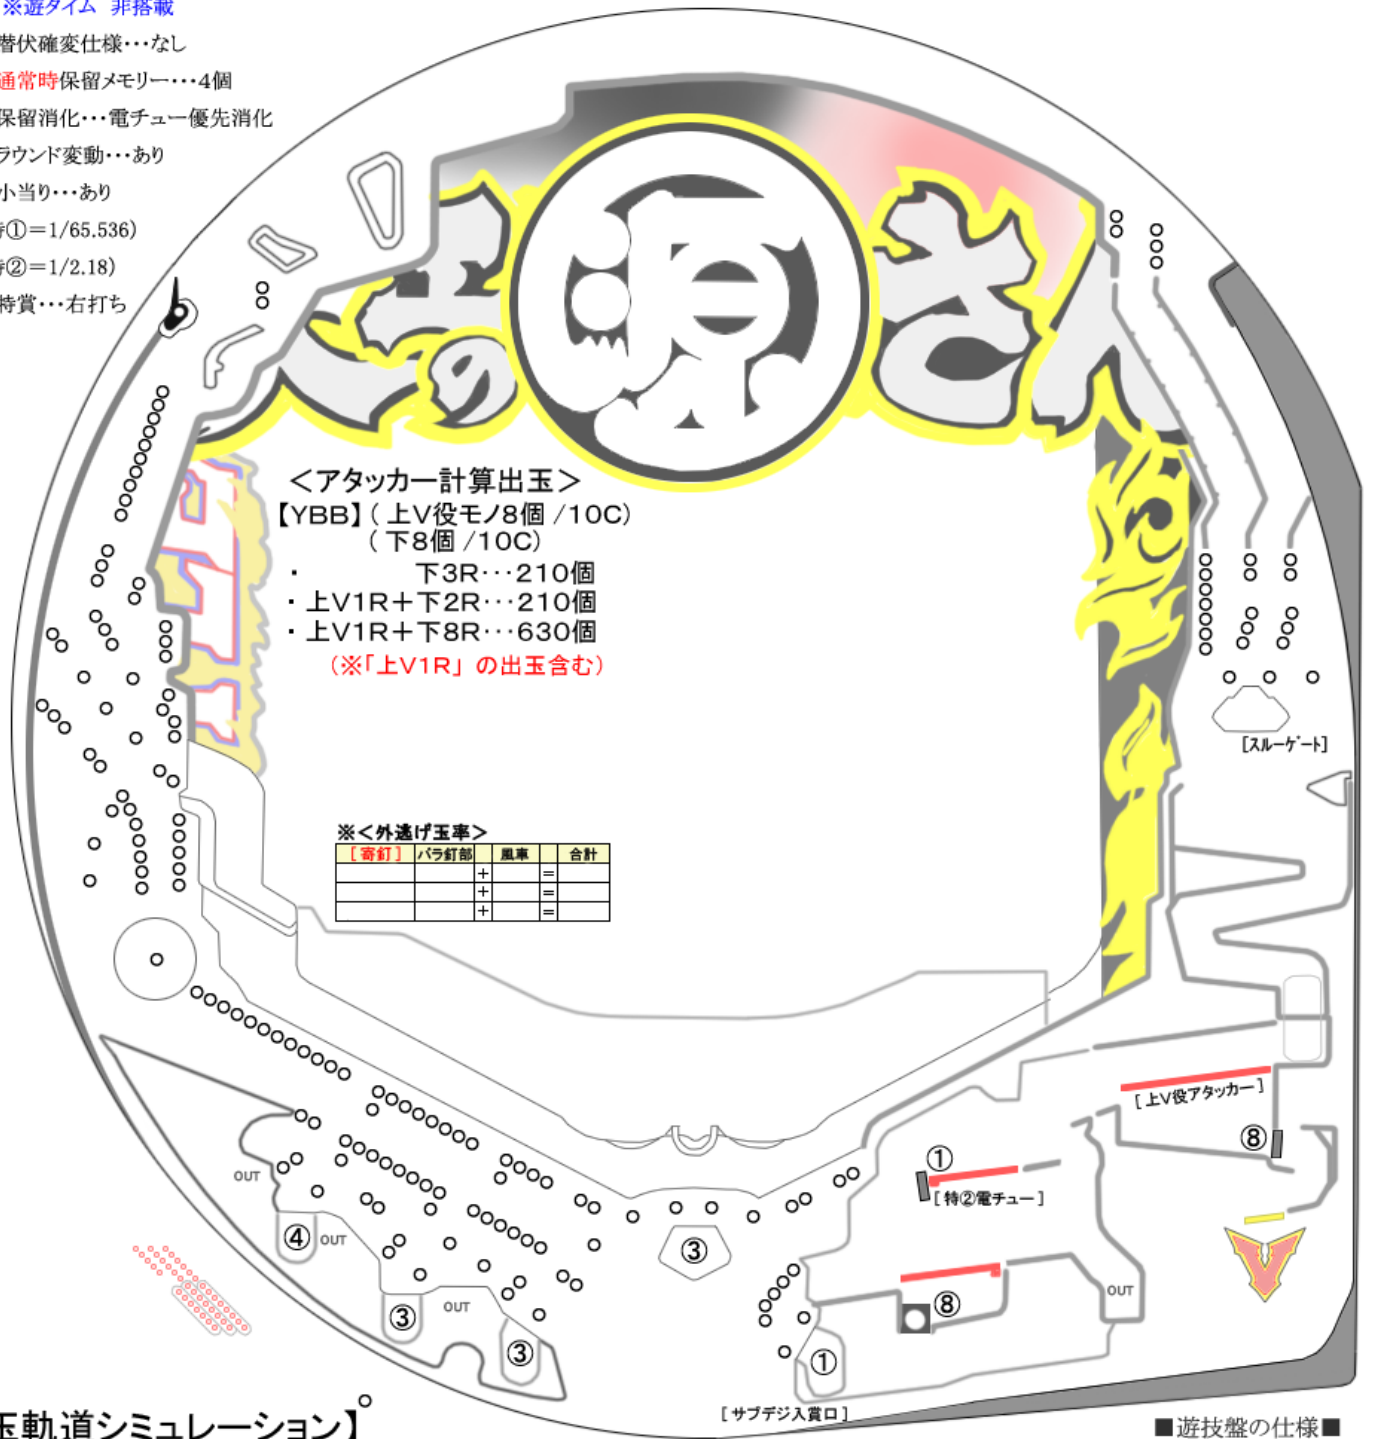 ※遊タイム 非搭載
潜伏確変仕様・・・なし
通常時保留メモリー・・・4個
保留消化・・・電チュー優先消化
ラウンド変動・・・あり
小当り・・・あり
特①＝1/65.536)
特②＝1/2.18)
特賞・・・右打ち
＜アタッカー計算出玉＞
【YBB】（上V役モノ8個 /10C）
（下8個 /10C）
・ 下3R・・・210個
・上V1R＋下2R・・・210個
・上V1R＋下8R・・・630個
（※「上V1R」の出玉含む）
[スルーゲート]
※＜外逃げ玉率＞
[寄釘] バラ釘部 風車 合計
+ =
+ =
+ =
[上V役アタッカー]
⑧
①
[特②電チュー]
OUT
④ OUT
③
OUT
⑧
③
OUT
③
①
[サブデジ入賞口]
玉軌道シミュレーション】
■遊技盤の仕様■